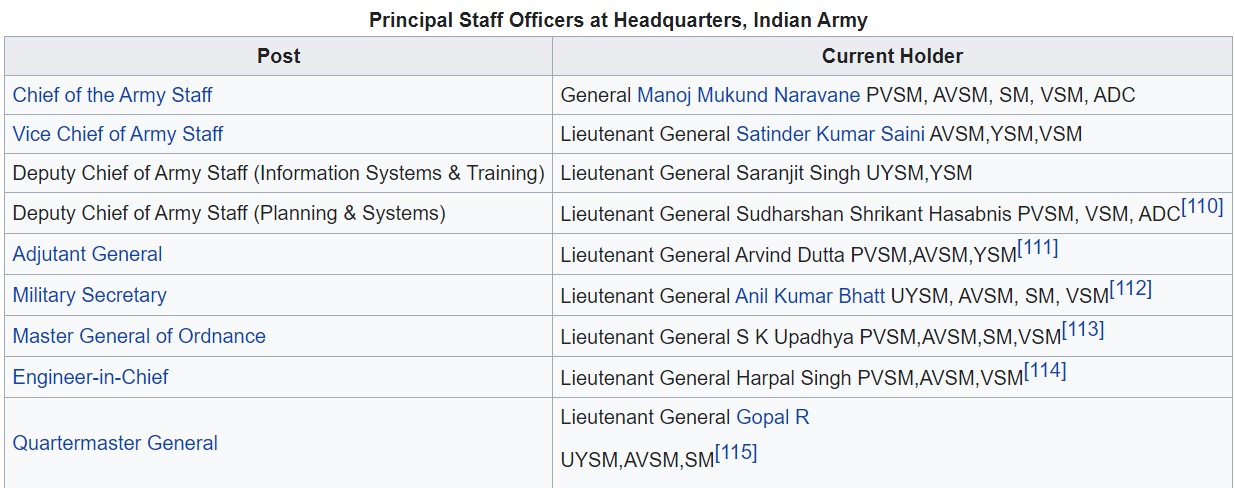 Principal Staff Officers at Headquarters, Indian Army
Post Current Holder
Chief of the Army Staff General Manoj Mukund Naravane PVSM, AVSM, SM, VSM, ADC
Vice Chief of Army Staff Lieutenant General Satinder Kumar Saini AVSM,YSM,VSM
Deputy Chief of Army Staff (Information Systems & Training) Lieutenant General Saranjit Singh UYSM,YSM
Deputy Chief of Army Staff (Planning & Systems) Lieutenant General Sudharshan Shrikant Hasabnis PVSM, VSM, ADC[110]
Adjutant General Lieutenant General Arvind Dutta PVSM,AVSM,YSM[111]
Military Secretary Lieutenant General Anil Kumar Bhatt UYSM, AVSM, SM, VSM[112]
Master General of Ordnance Lieutenant General S K Upadhya PVSM,AVSM,SM,VSM[113]
Engineer-in-Chief Lieutenant General Harpal Singh PVSM,AVSM,VSM[114]
Quartermaster General Lieutenant General Gopal R
UYSM,AVSM,SM[115]